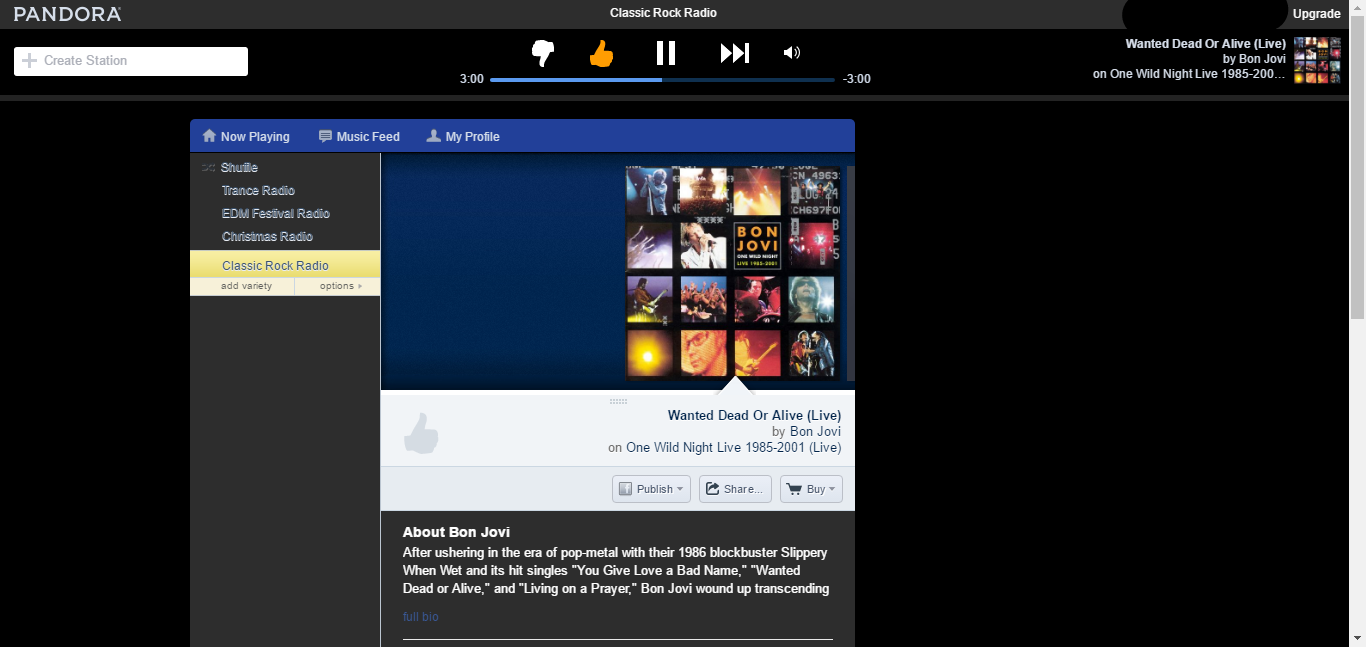 PANDORA
Classic Rock Radio
Upgrade
Create Station
3:00
-3:00
Wanted Dead Or Alive (Live)
by Bon Jovi
on One Wild Night Live 1985-200...
Now Playing
Music Feed
My Profile
Shuffle
Trance Radio
EDM Festival Radio
Christmas Radio
Classic Rock Radio
add variety
options
BON
JOVI
ONE WILD NIGHT
LIVE 1985-2001
Wanted Dead Or Alive (Live)
by Bon Jovi
on One Wild Night Live 1985-2001 (Live)
Publish
Share...
Buy
About Bon Jovi
After ushering in the era of pop-metal with their 1986 blockbuster Slippery
When Wet and its hit singles "You Give Love a Bad Name," "Wanted
Dead or Alive," and "Living on a Prayer," Bon Jovi wound up transcending
full bio